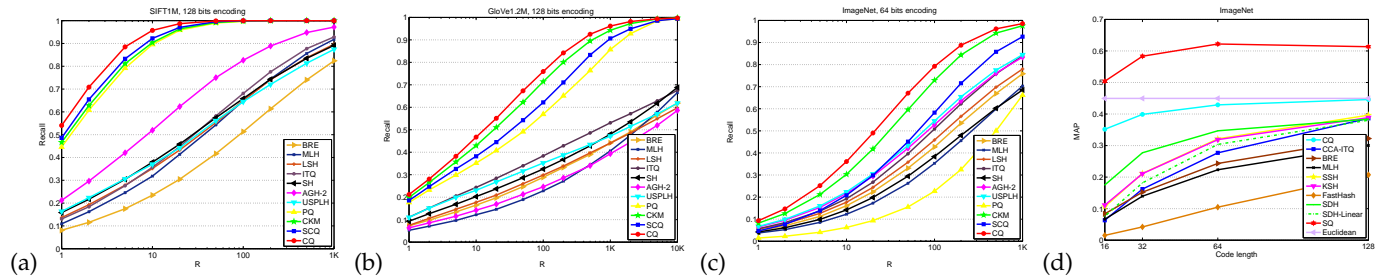 SIFT1M, 128 bits encoding
1
0.9
0.8
0.7
0.6
0.5
0.4
0.3
0.2
0.1
0
Recall
BRE
MLH
LSH
ITQ
SH
AGH-2
USPLH
PQ
CKM
SCQ
CQ
1
10
100
1K
R
(a)
GloVe1.2M, 128 bits encoding
1
0.9
0.8
0.7
0.6
0.5
0.4
0.3
0.2
0.1
0
Recall
BRE
MLH
LSH
ITQ
SH
AGH-2
USPLH
PQ
CKM
SCQ
CQ
1
10
100
1K
10K
R
(b)
ImageNet, 64 bits encoding
1
0.9
0.8
0.7
0.6
0.5
0.4
0.3
0.2
0.1
0
Recall
BRE
MLH
LSH
ITQ
SH
AGH-2
USPLH
PQ
CKM
SCQ
CQ
1
10
100
1K
R
(c)
ImageNet
0.7
0.6
0.5
0.4
0.3
0.2
0.1
0
MAP
CQ
CCA-ITQ
BRE
MLH
SSH
KSH
FastHash
SDH
SDH-Linear
SQ
Euclidean
16
32
64
128
Code length
(d)